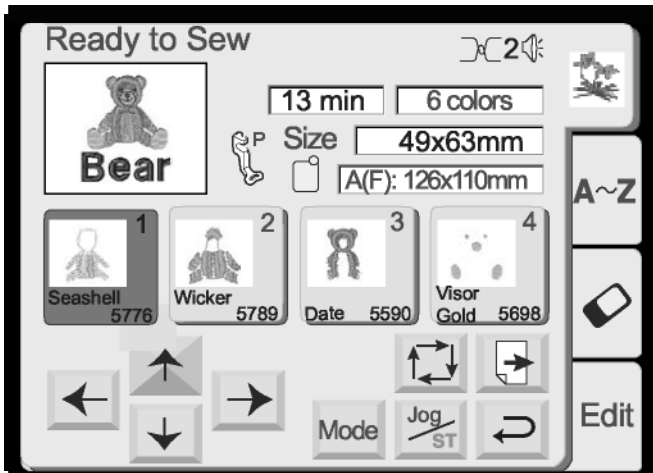 Ready to Sew
2
13 min
6 colors
Bear
P
Size
49x63mm
A(F): 126x110mm
A~Z
1
Seashell
5776
2
Wicker
5789
3
Date
5590
4
Visor
Gold
5698
Mode
Jog
ST
Edit